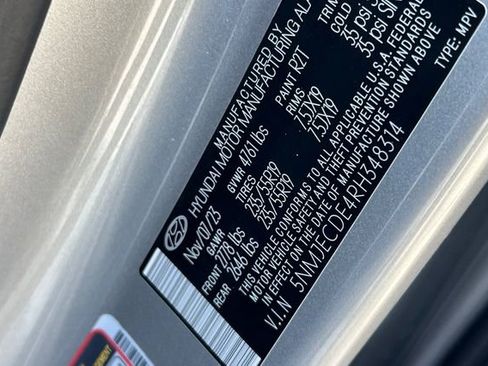 MANUFACTURED BY
HYUNDAI MOTOR MANUFACTURING AL
Nov/07/23
GVWR 4761 lbs
PAINT R2T
TRIM
GAWR
TIRES
RIMS
COLD
FRONT 2778 lbs 235/55R19 7.5JX19 35 psi
REAR 2646 lbs 235/55R19 7.5JX19 35 psi
THIS VEHICLE CONFORMS TO ALL APPLICABLE U.S.A. FEDERAL
MOTOR VEHICLE SAFETY AND THEFT PREVENTION STANDARDS
IN EFFECT ON THE DATE OF MANUFACTURE SHOWN ABOVE
V.I.N 5NMJECDE4RH348314
TYPE: MPV